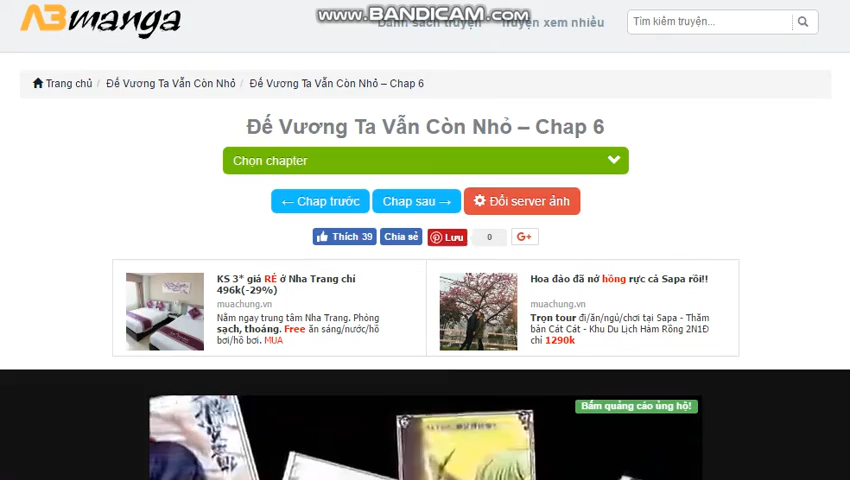 A3manga
www.BANDICAM.com
Danh sách truyện
Truyện xem nhiều
Tìm kiếm truyện...
Trang chủ / Đế Vương Ta Vẫn Còn Nhỏ / Đế Vương Ta Vẫn Còn Nhỏ – Chap 6
Đế Vương Ta Vẫn Còn Nhỏ – Chap 6
Chọn chapter
← Chap trước
Chap sau →
Đổi server ảnh
Thích 39
Chia sẻ
Lưu
0
G+
KS 3* giá RẺ ở Nha Trang chỉ
496k(-29%)
muachung.vn
Nằm ngay trung tâm Nha Trang. Phòng
sạch, thoáng. Free ăn sáng/nước/hồ
bơi/hồ bơi. MUA
Hoa đào đã nở hồng rực cả Sapa rồi!!
muachung.vn
Trọn tour đi/ăn/ngủ/chơi tại Sapa - Thăm
bản Cát Cát - Khu Du Lịch Hàm Rồng 2N1Đ
chỉ 1290k
Bấm quảng cáo ủng hộ!